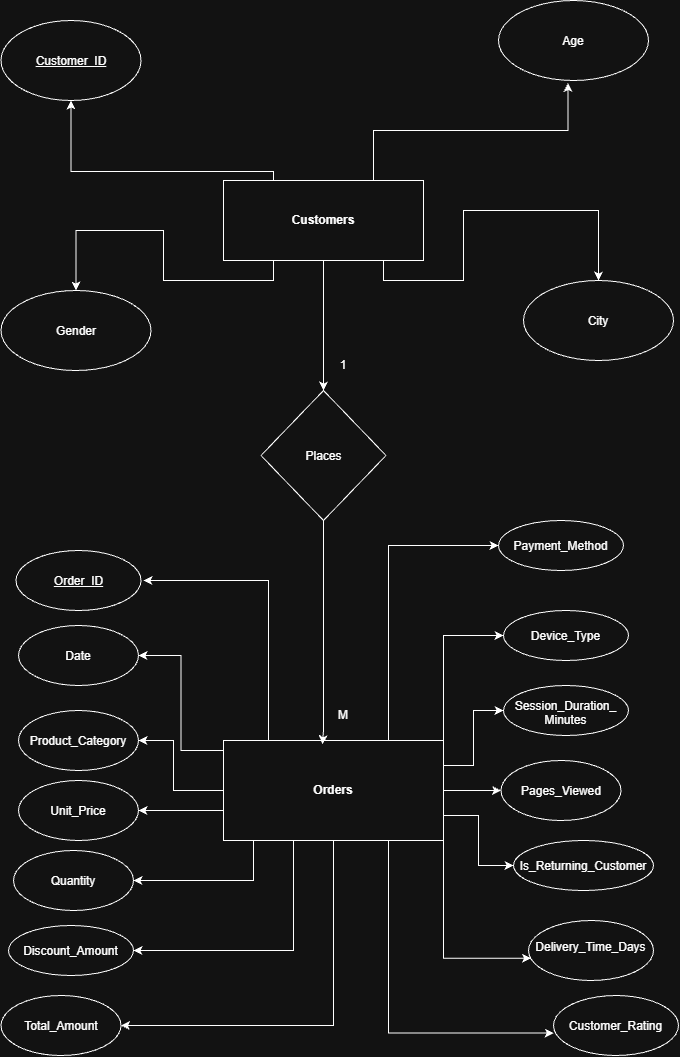 Customer_ID
Age
Customers
Gender
City
1
Places
Payment_Method
Order_ID
Device_Type
Date
Session_Duration_
Minutes
M
Product_Category
Orders
Pages_Viewed
Unit_Price
Is_Returning_Customer
Quantity
Delivery_Time_Days
Discount_Amount
Total_Amount
Customer_Rating